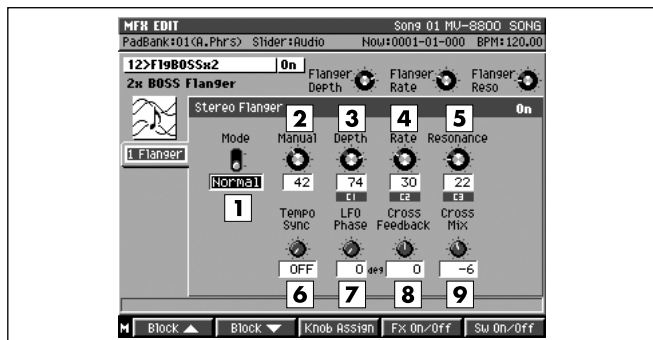 MFX EDIT Song 01 MV-8800 SONG
PadBank:01(A.Phrs) Slider:Audio Now:0001-01-000 BPM:120.00
12>FlgBOSSx2 On
2x BOSS Flanger
Flanger Depth Flanger Rate Flanger Reso
Stereo Flanger On
2 3 4 5
Mode Manual Depth Rate Resonance
1 Flanger
Normal 42 74 30 22
C1 C2 C3
1
Tempo Sync LFO Phase Cross Feedback Cross Mix
OFF 0 deg 0 -6
6 7 8 9
M Block ▲ Block ▼ Knob Assign Fx On/Off Sw On/Off